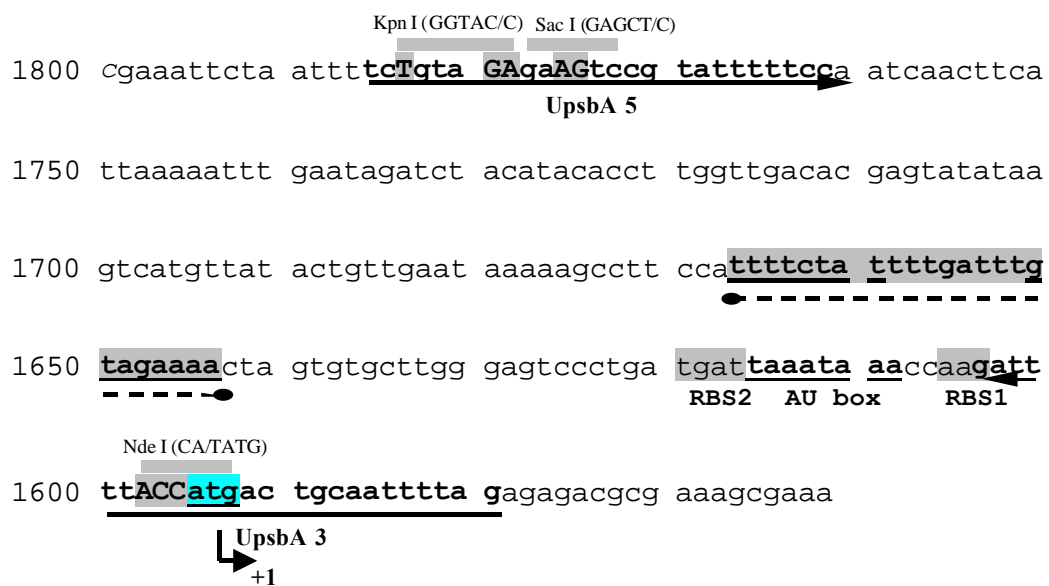 Kpn I (GGTAC/C) Sac I (GAGCT/C)
1800 cgaaattcta atttttcTgta GAgaAGtccg tatttttcca atcaacttca
UpsbA 5
1750 ttaaaaattt gaatagatct acatacacct tggttgacac gagtatataa
1700 gtcatgttat actgttgaat aaaaagcctt ccattttcta ttttgatttg
1650 tagaaaacta gtgtgcttgg gagtccctga tgattaaata aaccaagatt
RBS2 AU box RBS1
Nde I (CA/TATG)
1600 ttACCatgac tgcaatttta gagagacgcg aaagcgaaa
UpsbA 3
+1